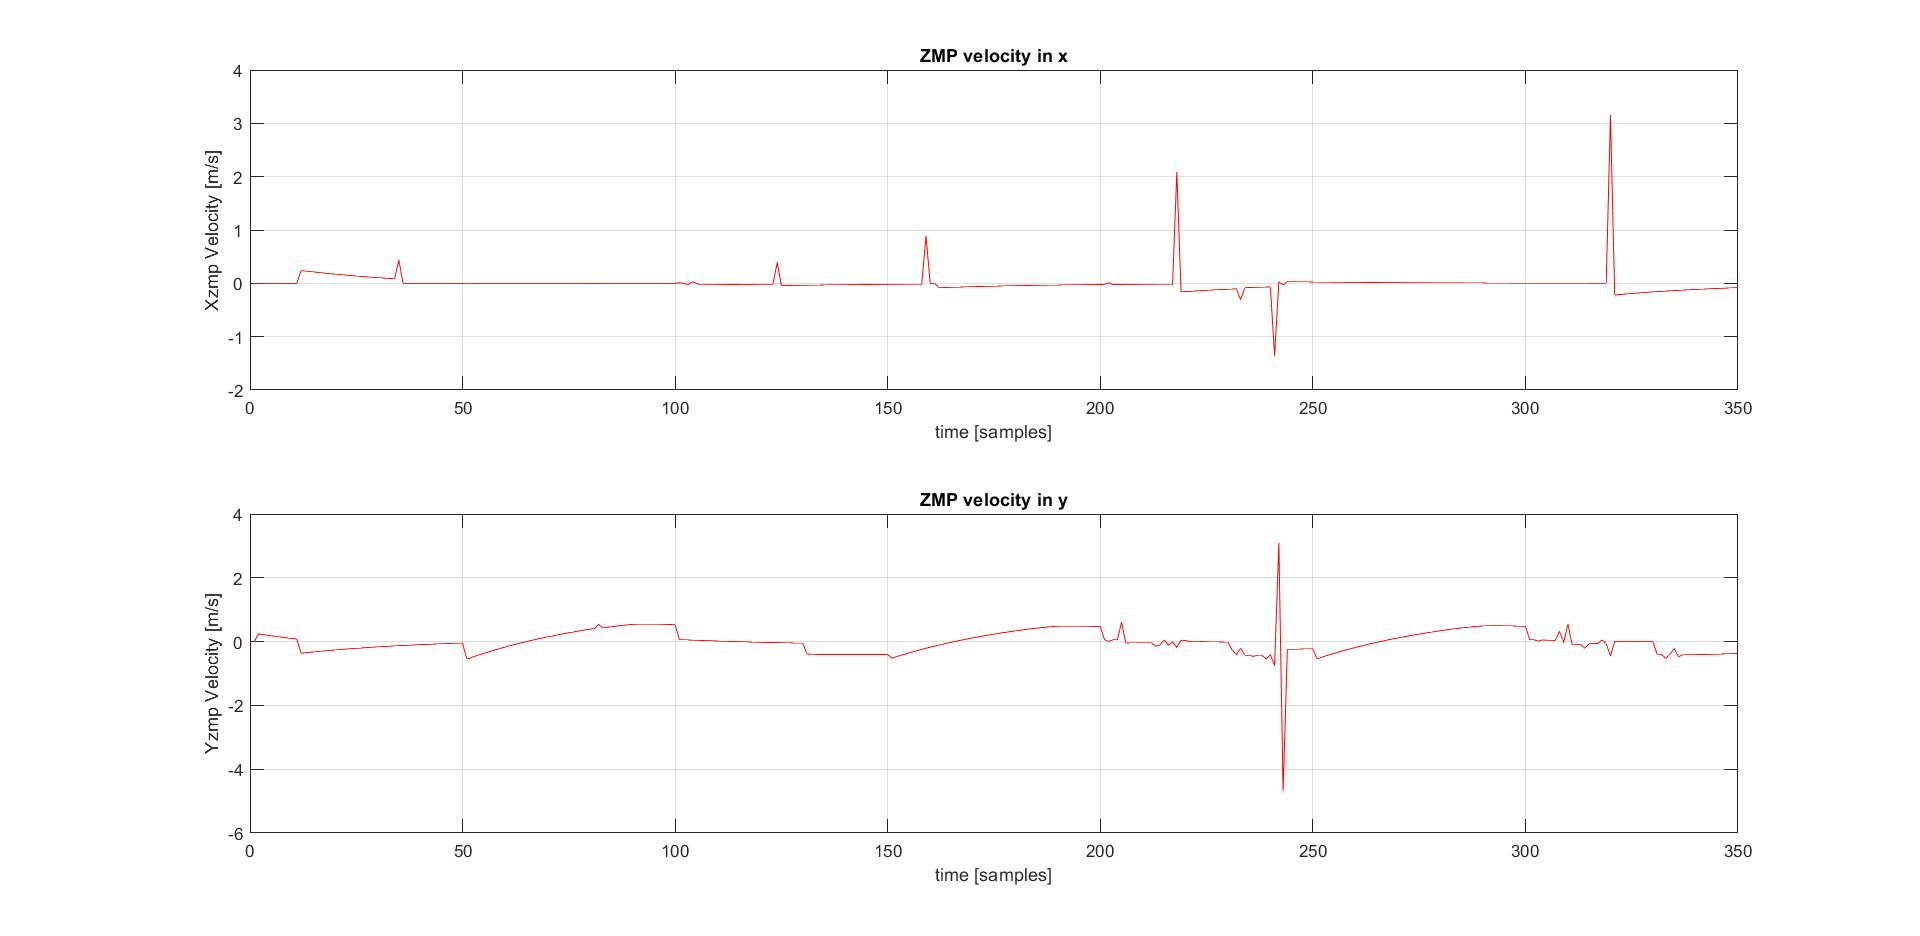 ZMP velocity in x
4
3
2
1
0
-1
-2
Xzmp Velocity [m/s]
0 50 100 150 200 250 300 350
time [samples]
ZMP velocity in y
4
2
0
-2
-4
-6
Yzmp Velocity [m/s]
0 50 100 150 200 250 300 350
time [samples]